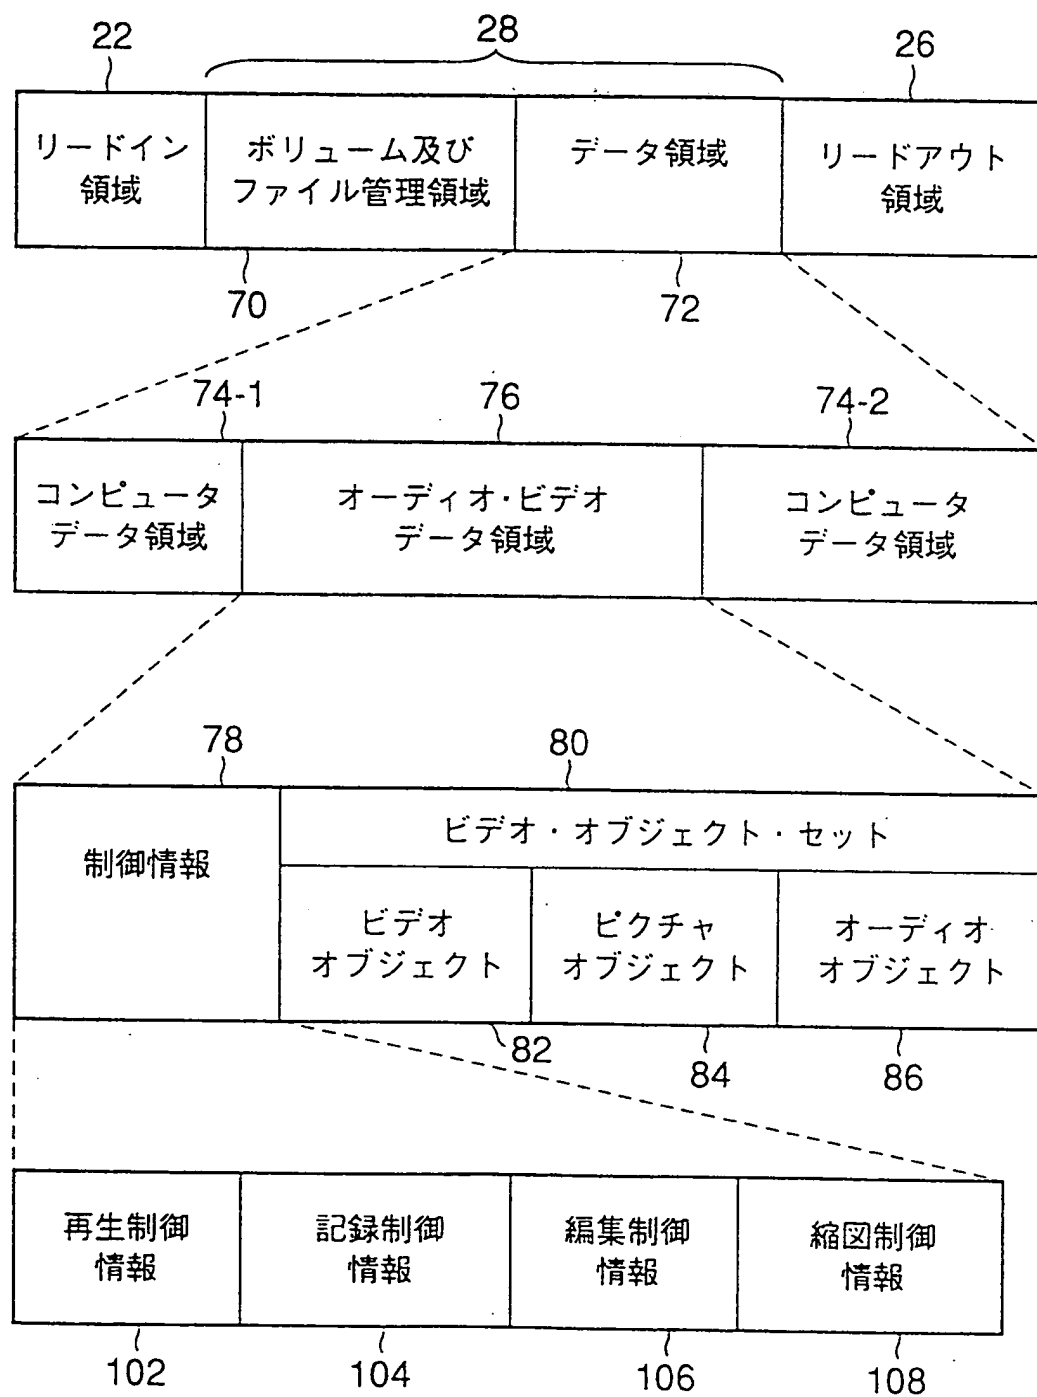 22
28
26
リードイン
領域
ボリューム及び
ファイル管理領域
データ領域
リードアウト
領域
70
72
74-1
76
74-2
コンピュータ
データ領域
オーディオ・ビデオ
データ領域
コンピュータ
データ領域
78
80
制御情報
ビデオ・オブジェクト・セット
ビデオ
オブジェクト
ピクチャ
オブジェクト
オーディオ
オブジェクト
82
84
86
再生制御
情報
記録制御
情報
編集制御
情報
縮図制御
情報
102
104
106
108